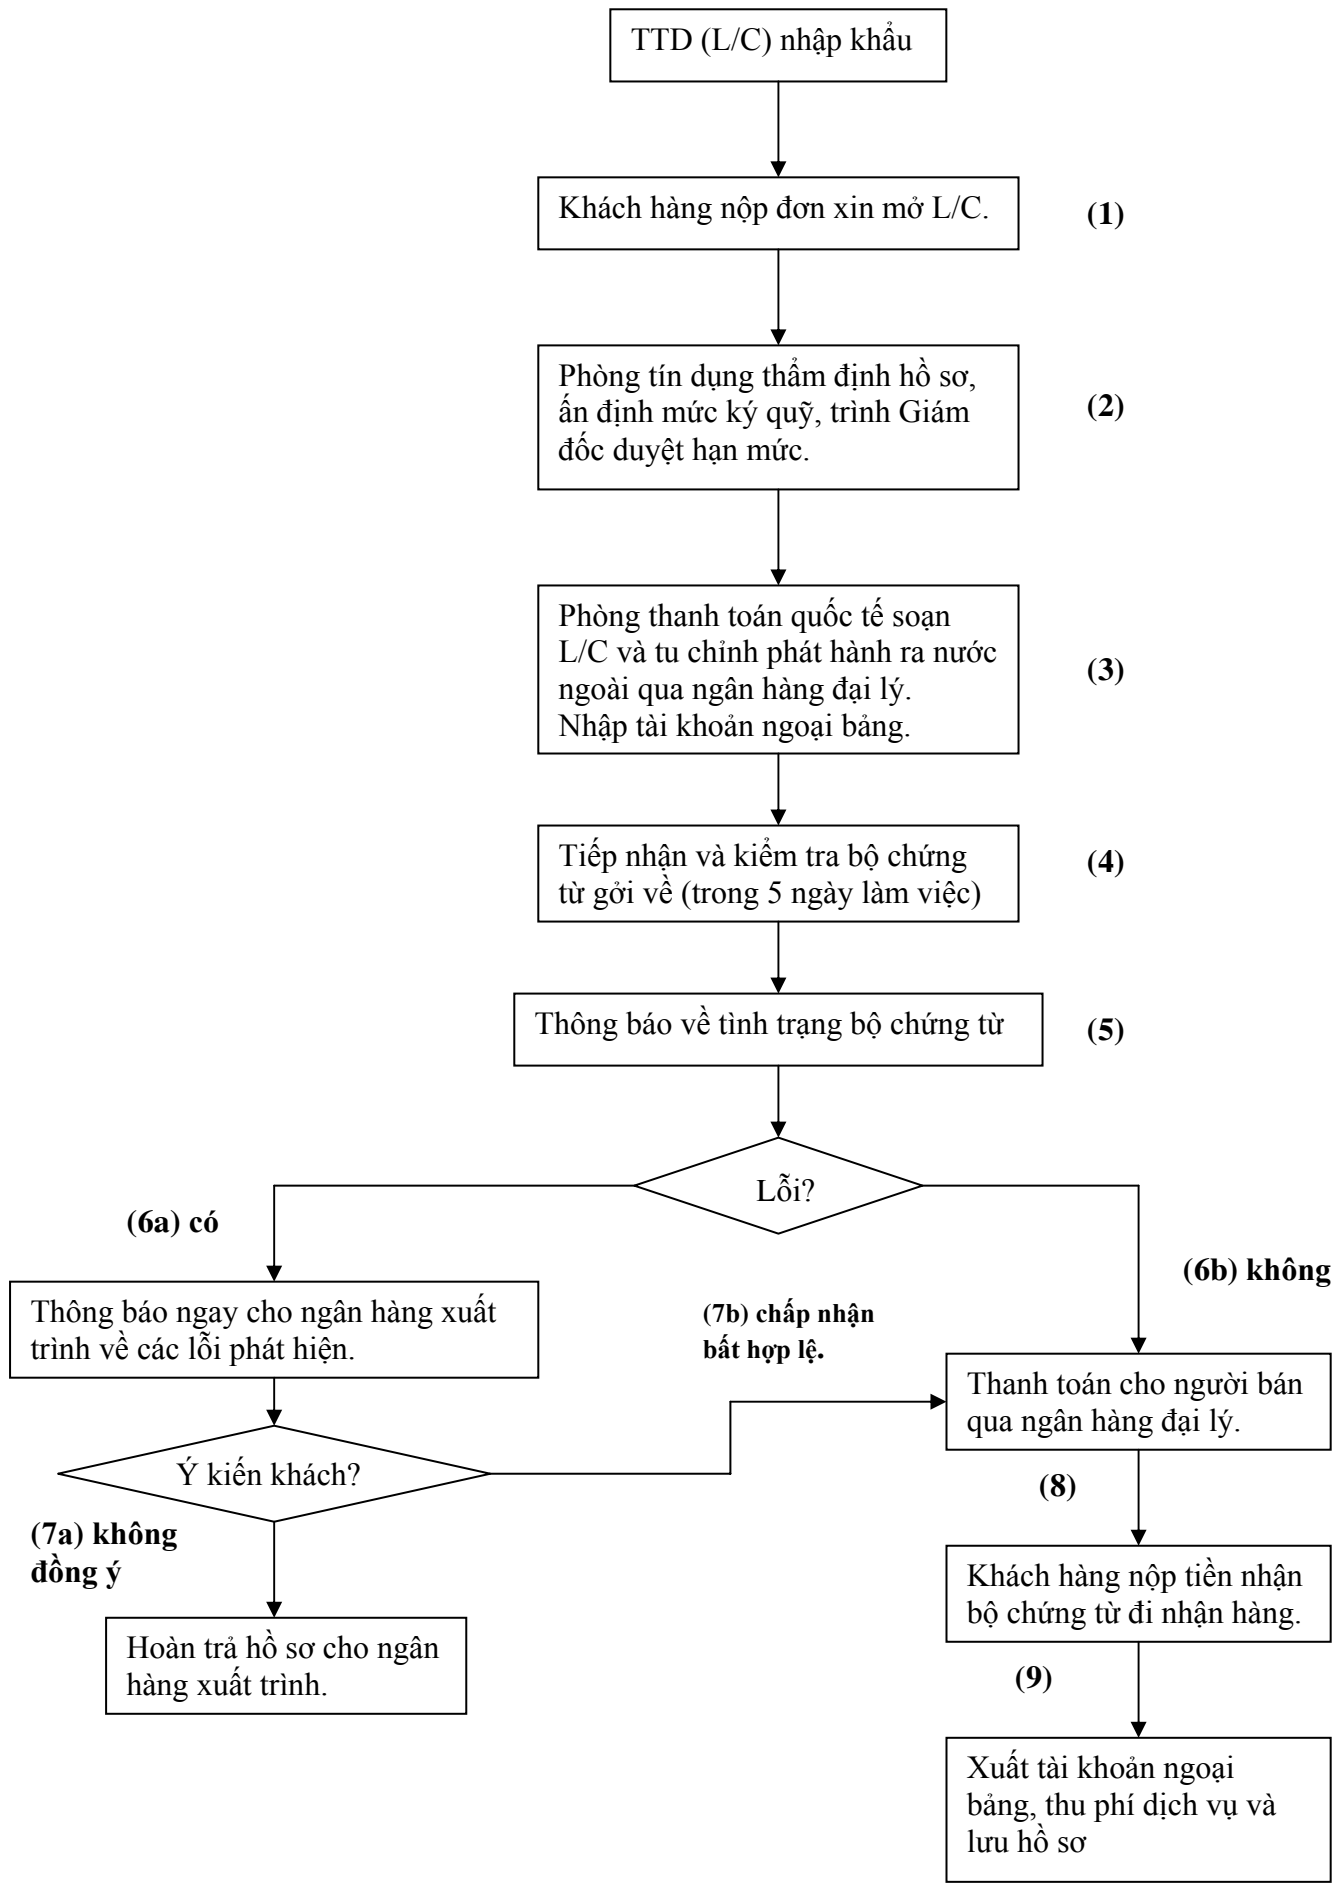 TTD (L/C) nhập khẩu
Khách hàng nộp đơn xin mở L/C.
(1)
Phòng tín dụng thẩm định hồ sơ,
ấn định mức ký quỹ, trình Giám
đốc duyệt hạn mức.
(2)
Phòng thanh toán quốc tế soạn
L/C và tu chỉnh phát hành ra nước
ngoài qua ngân hàng đại lý.
Nhập tài khoản ngoại bảng.
(3)
Tiếp nhận và kiểm tra bộ chứng
từ gởi về (trong 5 ngày làm việc)
(4)
Thông báo về tình trạng bộ chứng từ
(5)
Lỗi?
(6a) có
(6b) không
Thông báo ngay cho ngân hàng xuất
trình về các lỗi phát hiện.
(7b) chấp nhận
bất hợp lệ.
Thanh toán cho người bán
qua ngân hàng đại lý.
Ý kiến khách?
(8)
(7a) không
đồng ý
Khách hàng nộp tiền nhận
bộ chứng từ đi nhận hàng.
Hoàn trả hồ sơ cho ngân
hàng xuất trình.
(9)
Xuất tài khoản ngoại
bảng, thu phí dịch vụ và
lưu hồ sơ